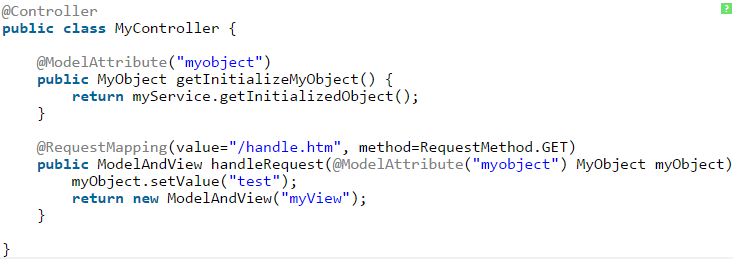 @Controller
public class MyController {
@ModelAttribute("myobject")
public MyObject getInitializeMyObject() {
return myService.getInitializedObject();
}
@RequestMapping(value="/handle.htm", method=RequestMethod.GET)
public ModelAndView handleRequest(@ModelAttribute("myobject") MyObject myObject)
myObject.setValue("test");
return new ModelAndView("myView");
}
}
?